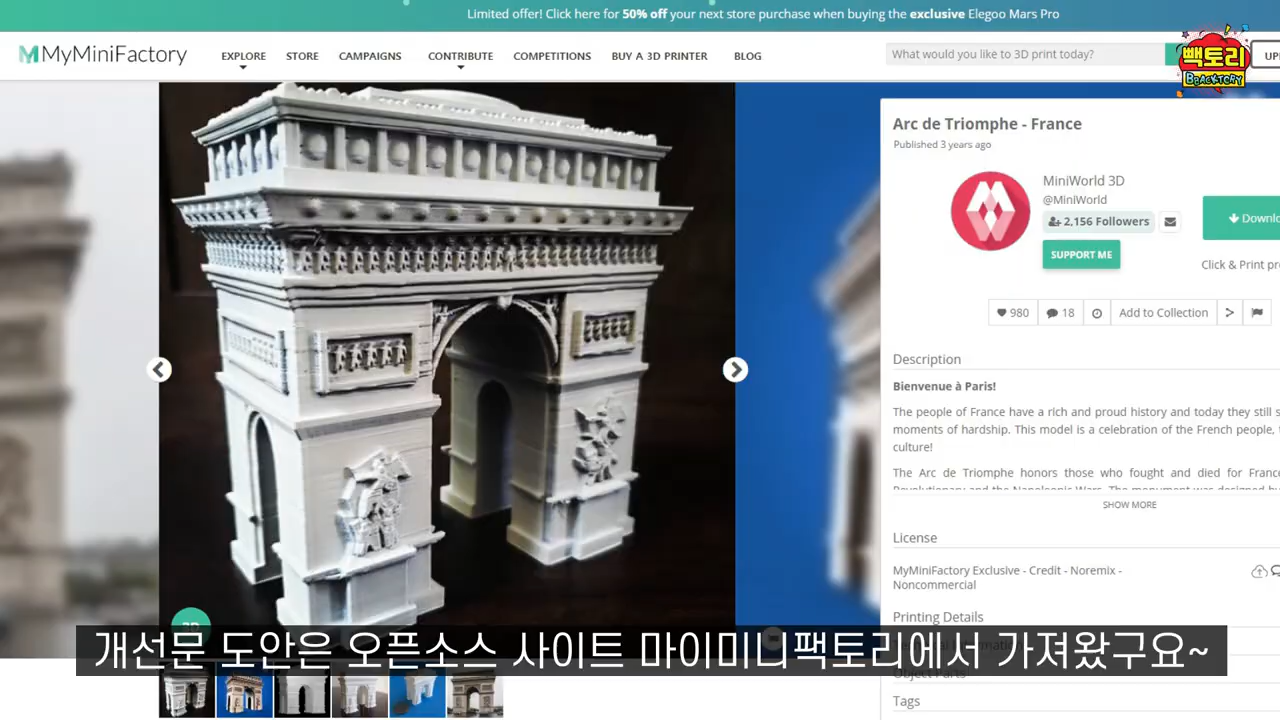 Limited offer! Click here for 50% off your next store purchase when buying the exclusive Elegoo Mars Pro
MyMiniFactory
EXPLORE
STORE
CAMPAIGNS
CONTRIBUTE
COMPETITIONS
BUY A 3D PRINTER
BLOG
What would you like to 3D print today?
빽토리
BBACKTORY
Arc de Triomphe - France
Published 3 years ago
MiniWorld 3D
@MiniWorld
2,156 Followers
SUPPORT ME
Click & Print
980
18
Add to Collection
Description
Bienvenue à Paris!
The people of France have a rich and proud history and today they still
moments of hardship. This model is a celebration of the French people,
culture!
The Arc de Triomphe honors those who fought and died for
SHOW MORE
License
MyMiniFactory Exclusive - Credit - Noremix -
Noncommercial
Printing Details
개선문 도안은 오픈소스 사이트 마이미니팩토리에서 가져왔구요~
Object Parts
Tags